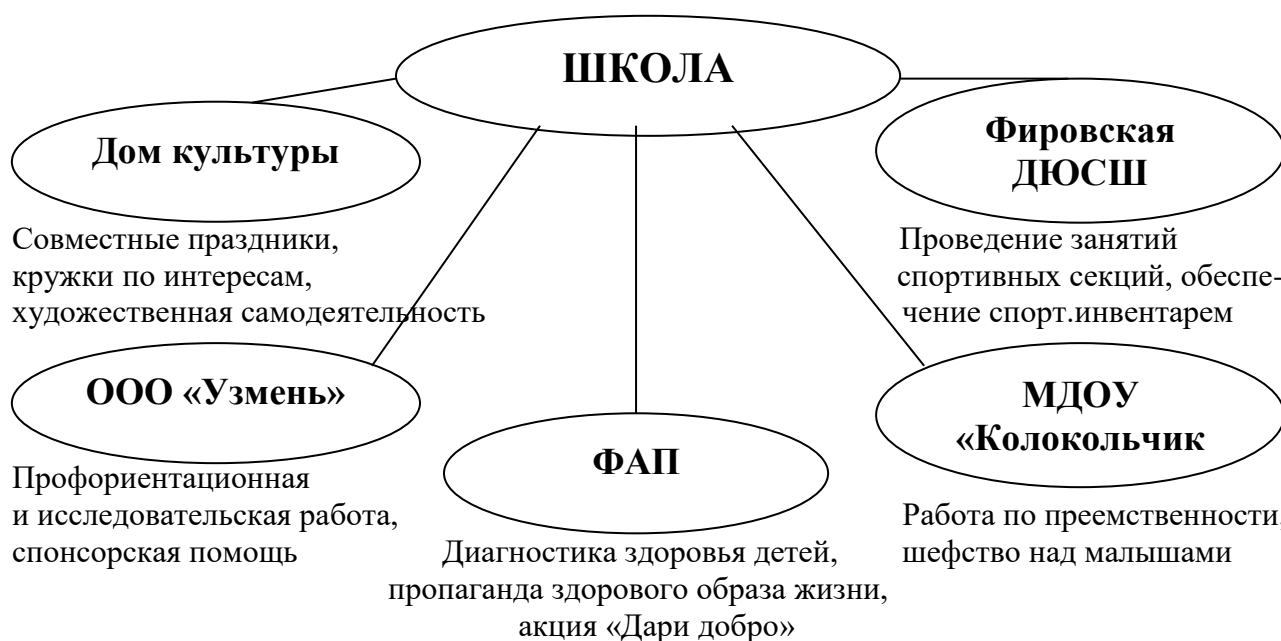 ШКОЛА
Дом культуры
Совместные праздники,
кружки по интересам,
художественная самодеятельность
Фировская
ДЮСШ
Проведение занятий
спортивных секций, обеспе-
чение спорт.инвентарем
ООО «Узмень»
Профориентационная
и исследовательская работа,
спонсорская помощь
ФАП
Диагностика здоровья детей,
пропаганда здорового образа жизни,
акция «Дари добро»
МДОУ
«Колокольчик
Работа по преемственности,
шефство над малышами